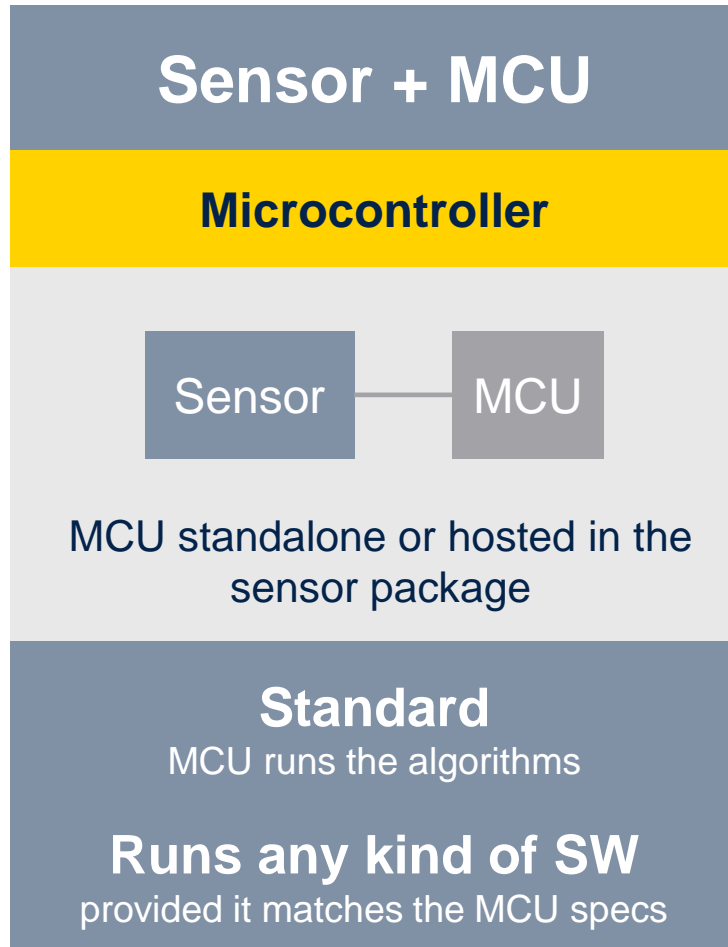 Sensor + MCU
Microcontroller
Sensor
MCU
MCU standalone or hosted in the
sensor package
Standard
MCU runs the algorithms
Runs any kind of SW
provided it matches the MCU specs